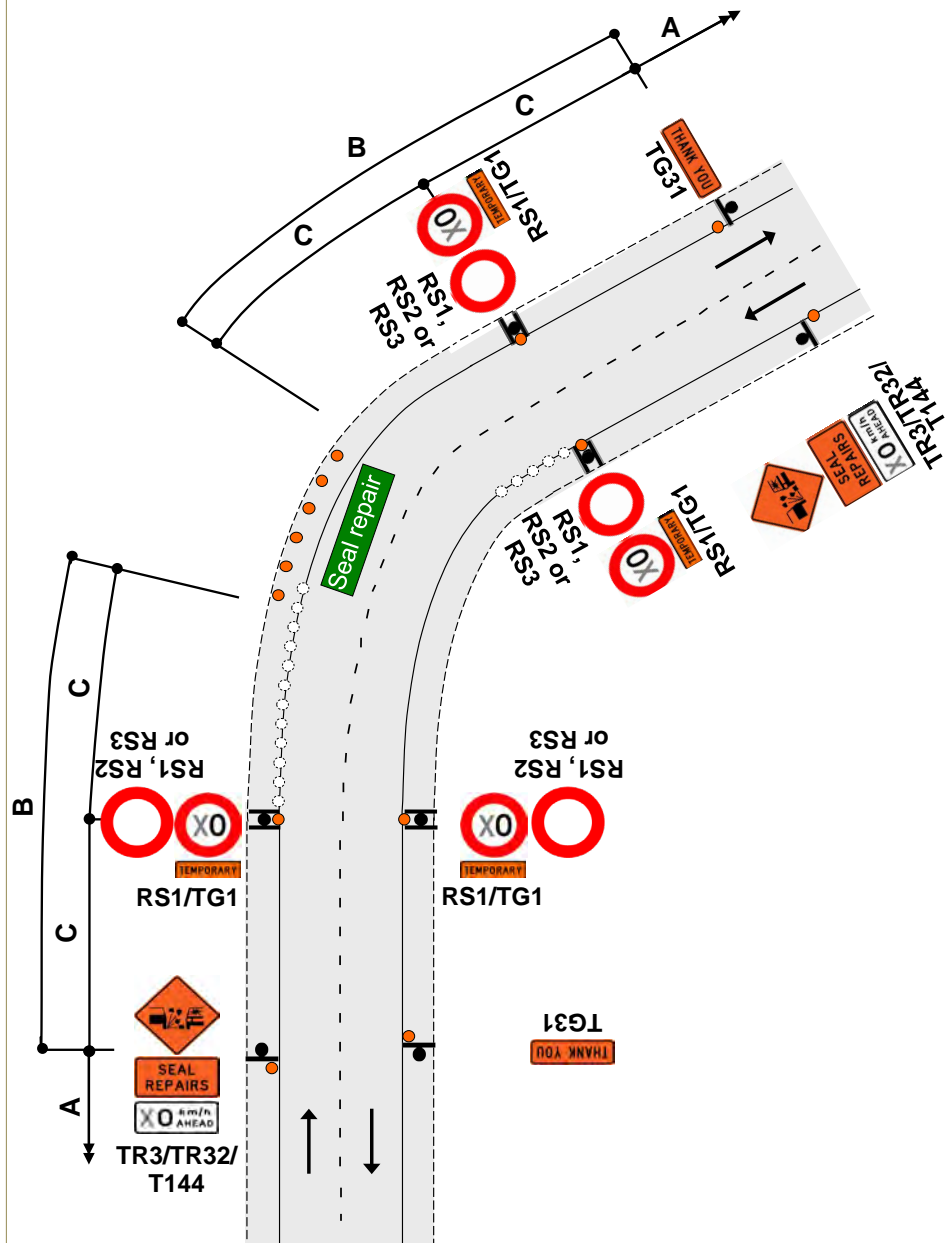 A
C
B
C
THANK YOU
TG31
TEMPORARY
X0
RS1/TG1
RS1,
RS2 or
RS3
TR3/TR32/
T144
X0 km/h
AHEAD
SEAL
REPAIRS
Seal repair
RS1,
RS2 or
RS3
X0
TEMPORARY
RS1/TG1
C
B
C
A
RS1, RS2
or RS3
X0
TEMPORARY
RS1/TG1
RS1, RS2
or RS3
X0
TEMPORARY
RS1/TG1
SEAL
REPAIRS
X0 km/h
AHEAD
TR3/TR32/
T144
TG31
THANK YOU